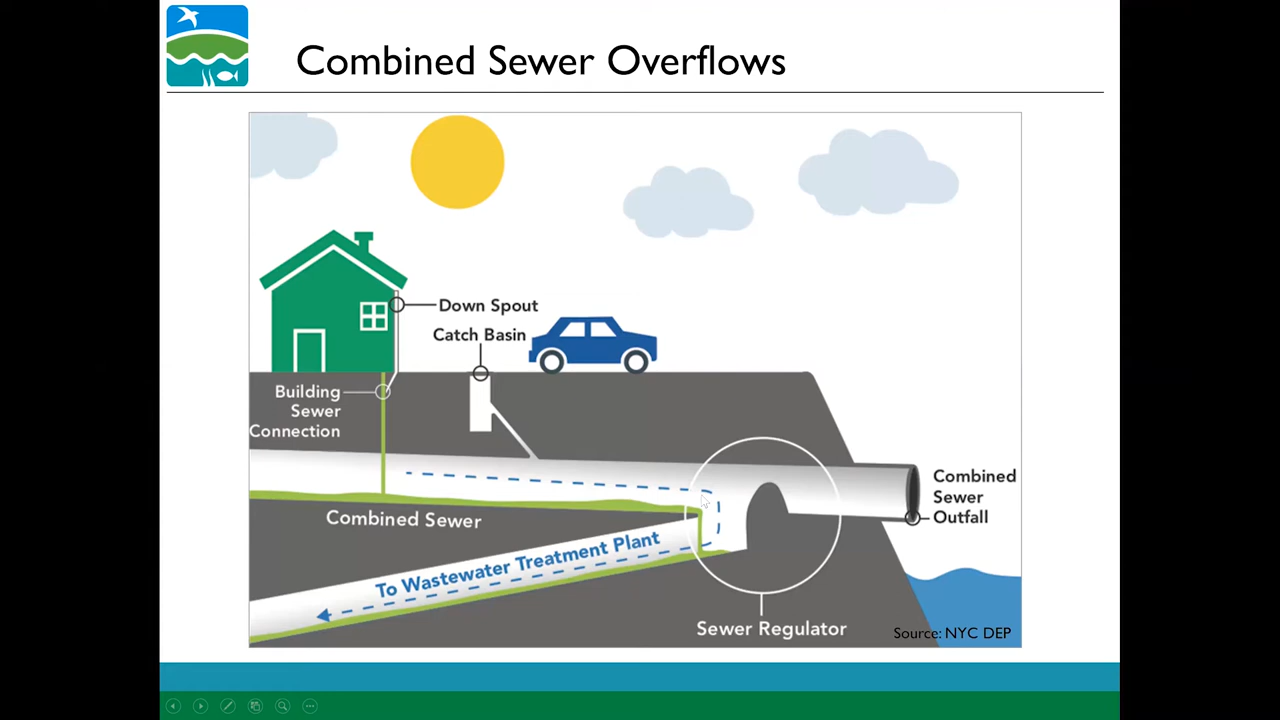 Combined Sewer Overflows
Down Spout
Catch Basin
Building
Sewer
Connection
Combined
Sewer
Outfall
Combined Sewer
To Wastewater Treatment Plant
Sewer Regulator
Source: NYC DEP